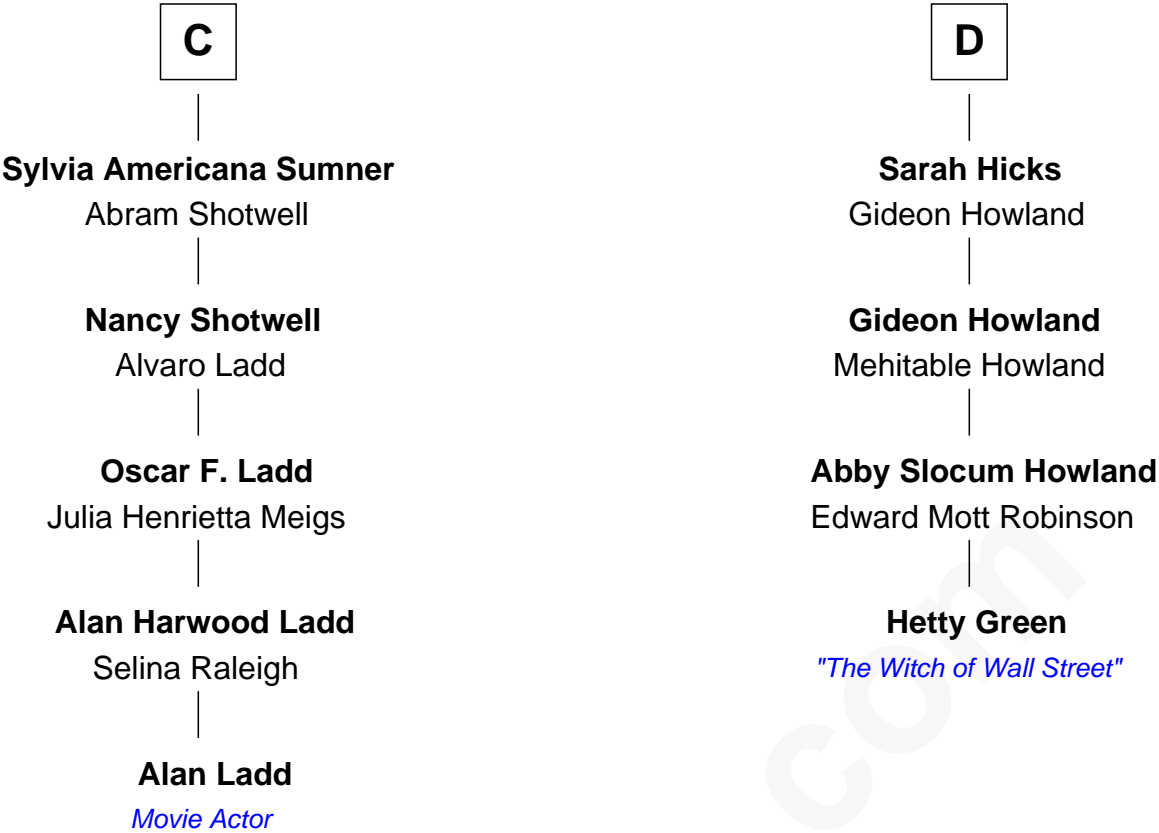 C
Sylvia Americana Sumner
Abram Shotwell
Nancy Shotwell
Alvaro Ladd
Oscar F. Ladd
Julia Henrietta Meigs
Alan Harwood Ladd
Selina Raleigh
Alan Ladd
Movie Actor
D
Sarah Hicks
Gideon Howland
Gideon Howland
Mehitable Howland
Abby Slocum Howland
Edward Mott Robinson
Hetty Green
"The Witch of Wall Street"
com